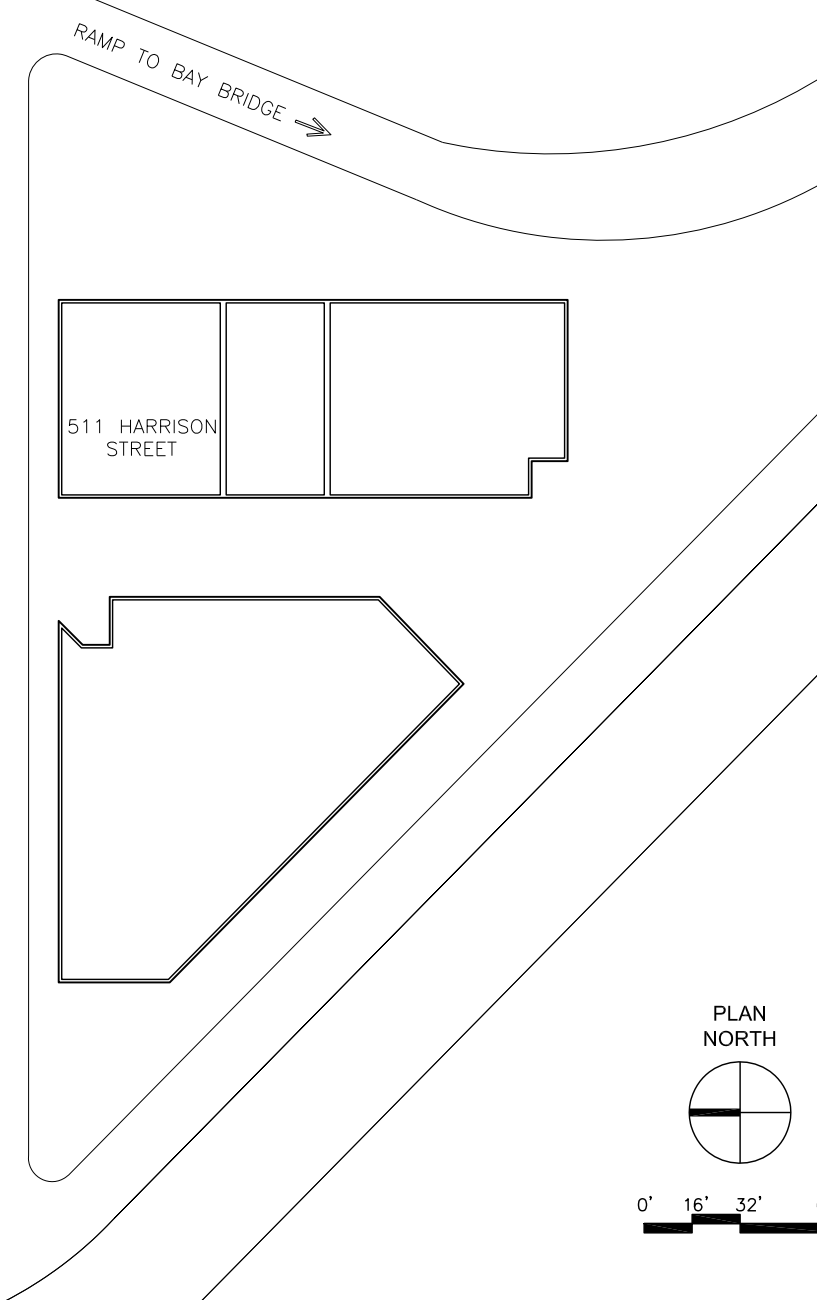 RAMP TO BAY BRIDGE
511 HARRISON
STREET
PLAN
NORTH
0' 16' 32'